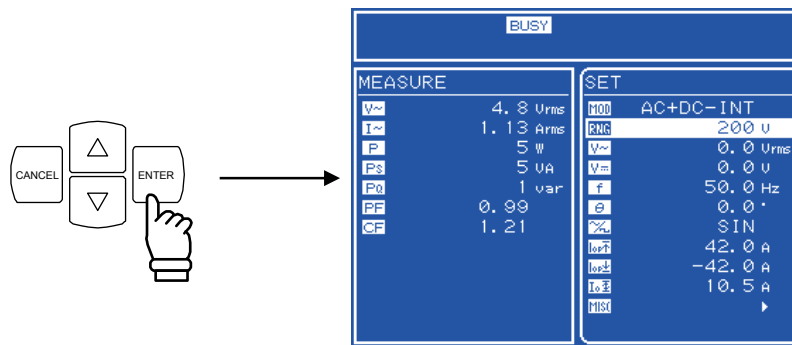 BUSY
CANCEL
ENTER
MEASURE
V~ 4.8 Vrms
I~ 1.13 Arms
P 5 W
PS 5 VA
PQ 1 var
PF 0.99
CF 1.21
SET
MOD AC+DC-INT
RNG 200 V
V~ 0.0 Vrms
V= 0.0 V
f 50.0 Hz
θ 0.0°
SIN
42.0 A
-42.0 A
10.5 A
MISC